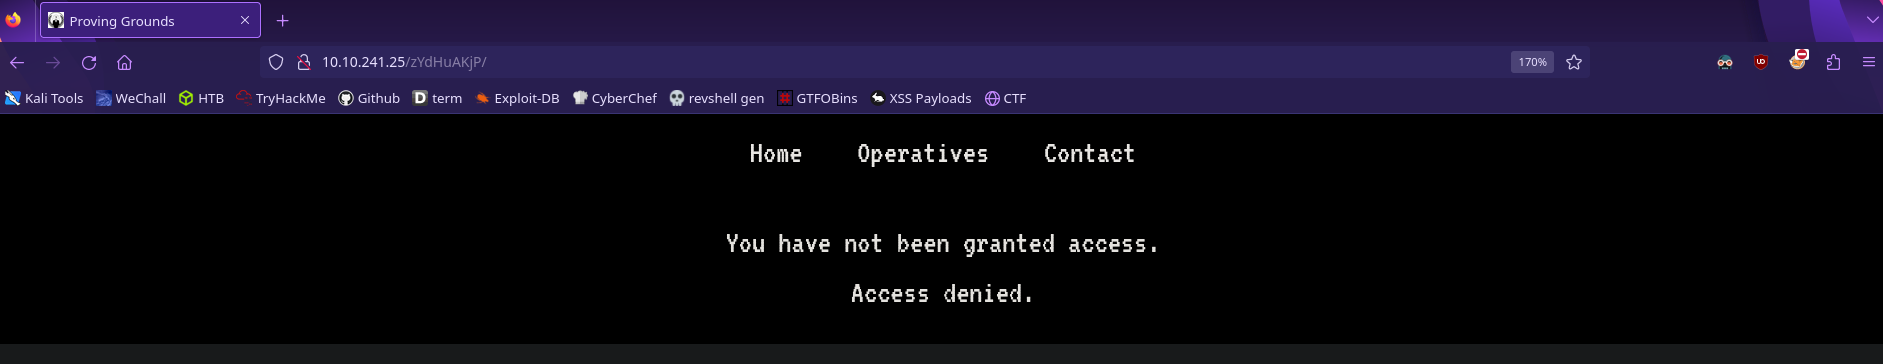 Proving Grounds
10.10.241.25/zYdHuAKjP/ 170%
Kali Tools WeChall HTB TryHackMe Github D term Exploit-DB CyberChef revshell gen GTFOBins XSS Payloads CTF
Home Operatives Contact
You have not been granted access.
Access denied.